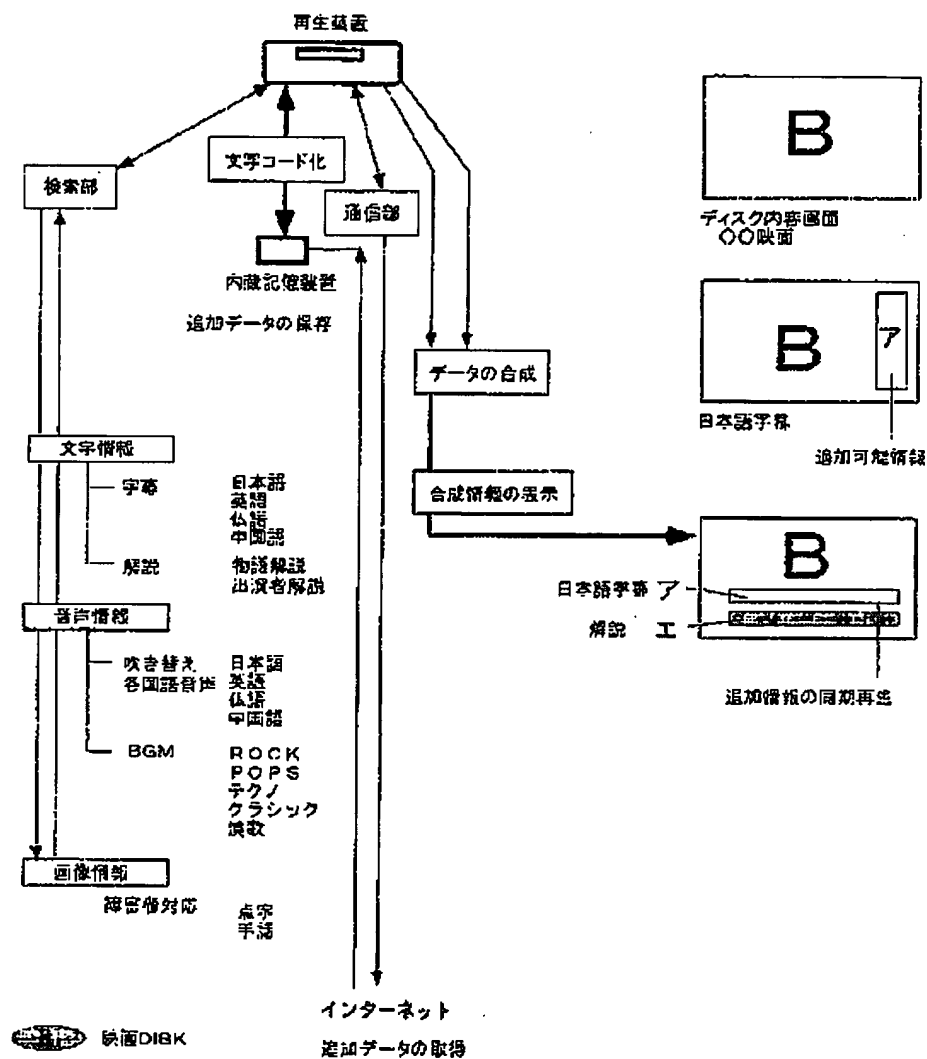 再生装置
文字コード化
検索部
通信部
内蔵記憶装置
追加データの保存
データの合成
合成情報の表示
文字情報
字幕
日本語
英語
仏語
中国語
解説
物語解説
出演者解説
音声情報
吹き替え
各国語音声
日本語
英語
仏語
中国語
BGM
ROCK
POPS
テクノ
クラシック
演歌
画像情報
障害者対応
点字
手話
インターネット
追加データの取得
映画DISK
B
ディスク内容画面
〇〇映画
B
ア
日本語字幕
追加可能情報
B
日本語字幕 ア
解説 エ
追加情報の同期再生